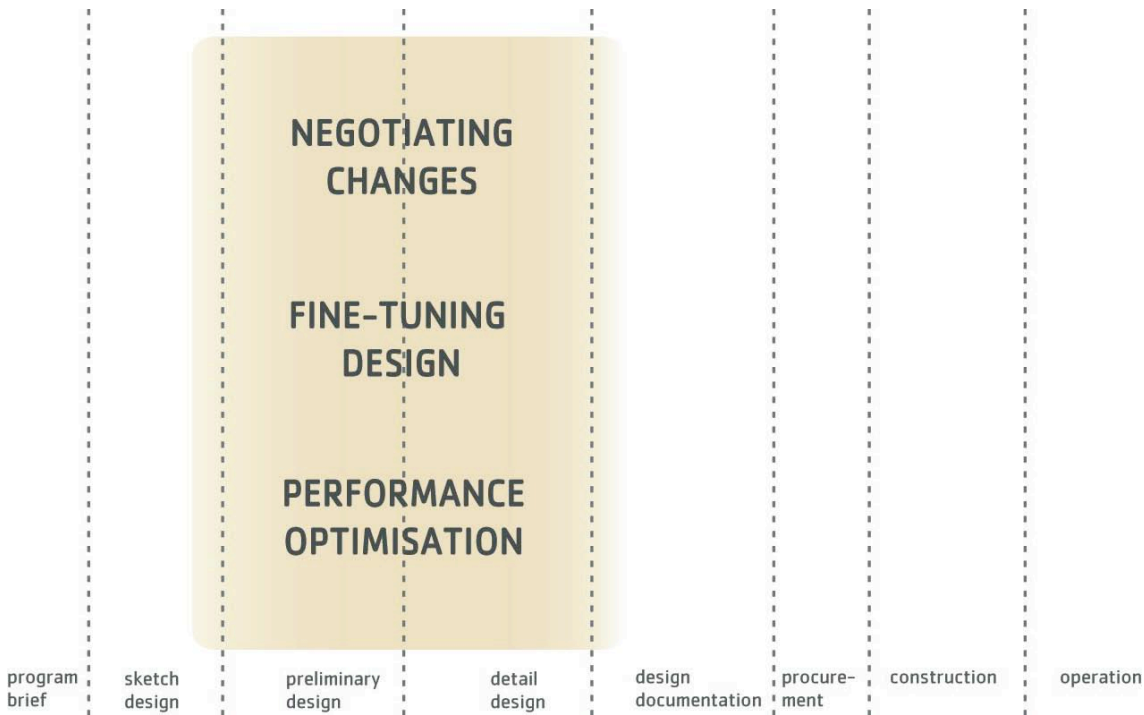 NEGOTIATING
CHANGES
FINE-TUNING
DESIGN
PERFORMANCE
OPTIMISATION
program
brief
sketch
design
preliminary
design
detail
design
design
documentation
procure-
ment
construction
operation